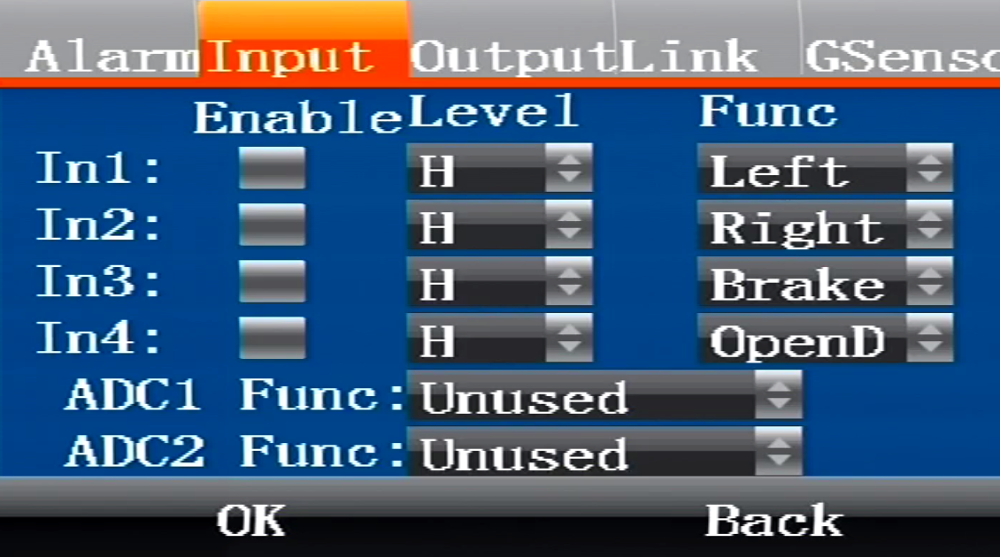 Alarm Input OutputLink GSenso
Enable Level Func
In1: H Left
In2: H Right
In3: H Brake
In4: H OpenD
ADC1 Func: Unused
ADC2 Func: Unused
OK Back